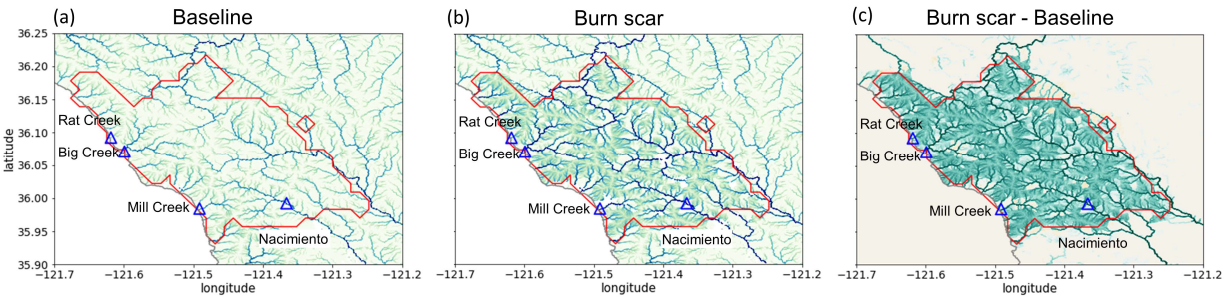 (a) Baseline
(b) Burn scar
(c) Burn scar - Baseline
36.25
36.20
36.15
36.10
36.05
36.00
35.95
35.90
latitude
Rat Creek
Big Creek
Mill Creek
Nacimiento
−121.7 −121.6 −121.5 −121.4 −121.3 −121.2
longitude
Rat Creek
Big Creek
Mill Creek
Nacimiento
−121.7 −121.6 −121.5 −121.4 −121.3 −121.2
longitude
Rat Creek
Big Creek
Mill Creek
Nacimiento
−121.7 −121.6 −121.5 −121.4 −121.3 −121.2
longitude